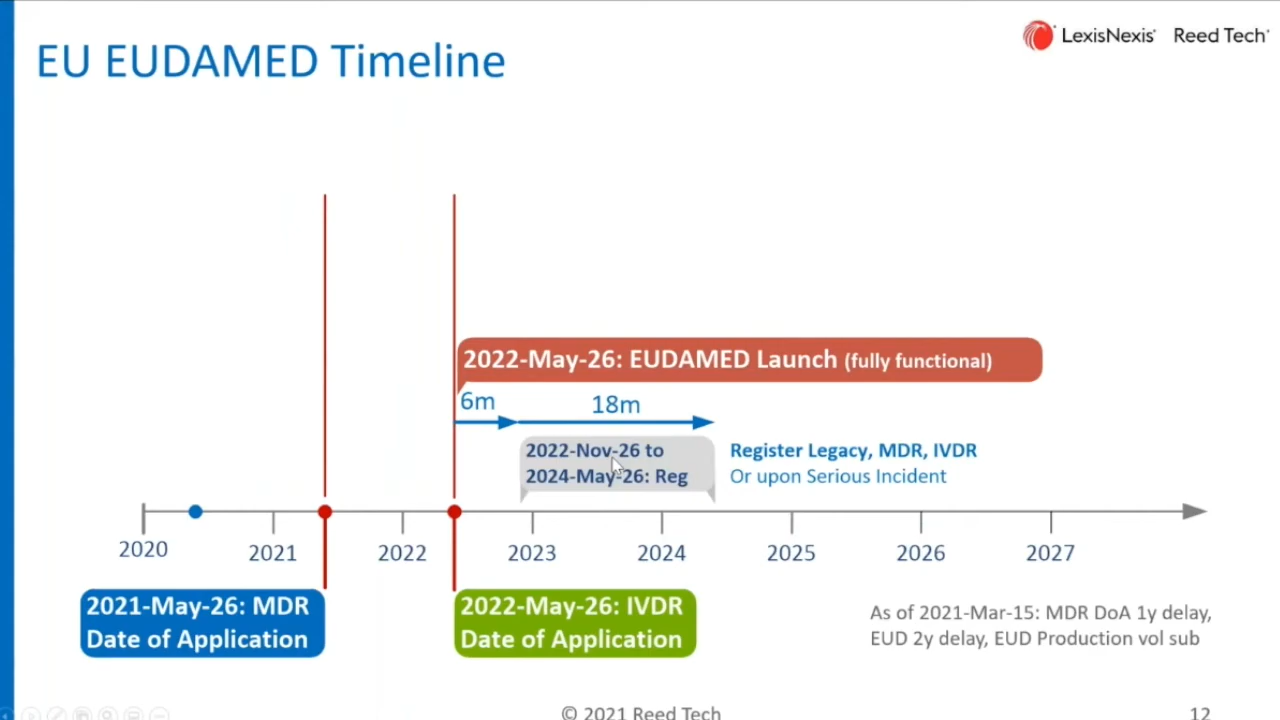 EU EUDAMED Timeline
LexisNexis® Reed Tech®
2022-May-26: EUDAMED Launch (fully functional)
6m
18m
2022-Nov-26 to
2024-May-26: Reg
Register Legacy, MDR, IVDR
Or upon Serious Incident
2020
2021
2022
2023
2024
2025
2026
2027
2021-May-26: MDR
Date of Application
2022-May-26: IVDR
Date of Application
As of 2021-Mar-15: MDR DoA 1y delay,
EUD 2y delay, EUD Production vol sub
© 2021 Reed Tech
12